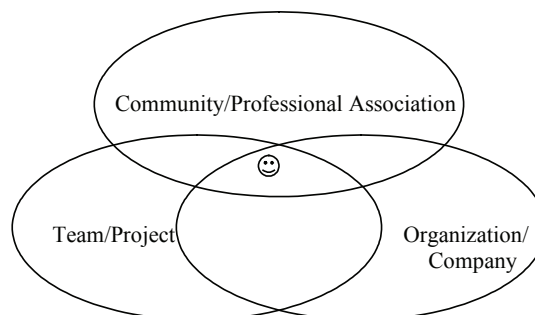 Community/Professional Association
Team/Project
Organization/
Company